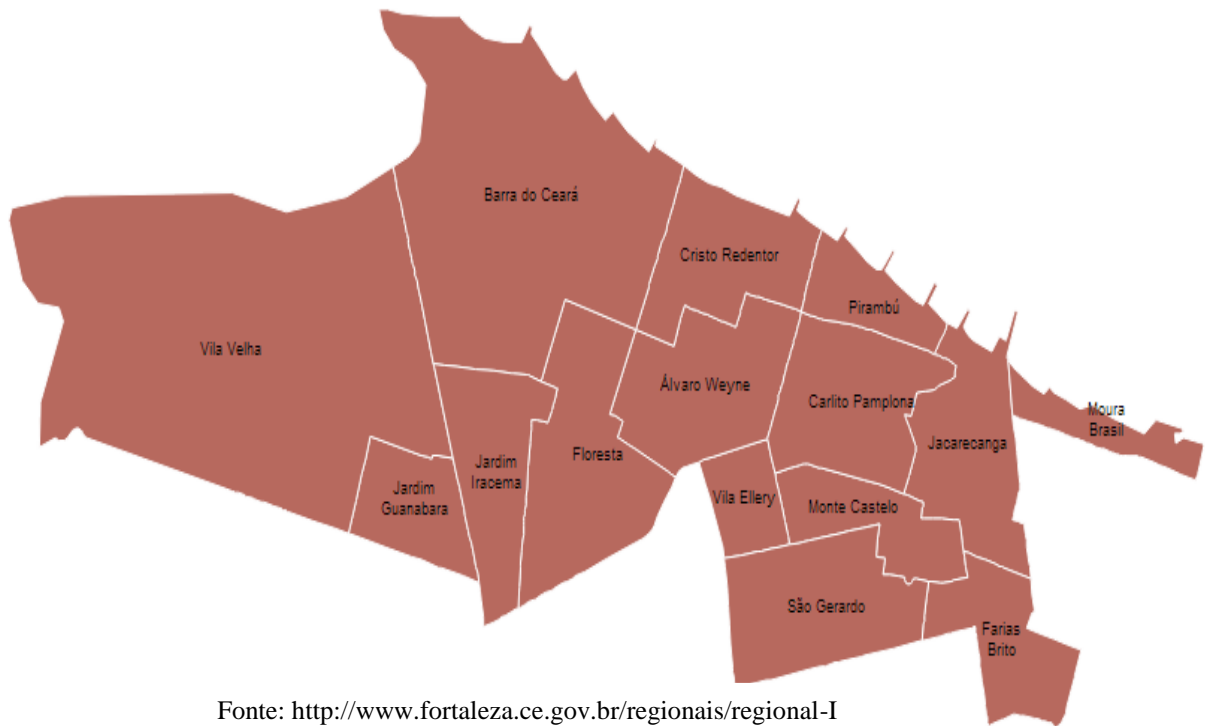 Barra do Ceará
Cristo Redentor
Pirambú
Vila Velha
Álvaro Weyne
Carlito Pamplona
Moura
Brasil
Jacarecanga
Floresta
Jardim
Iracema
Jardim
Guanabara
Vila Ellery
Monte Castelo
São Gerardo
Farias
Brito
Fonte: http://www.fortaleza.ce.gov.br/regionais/regional-I